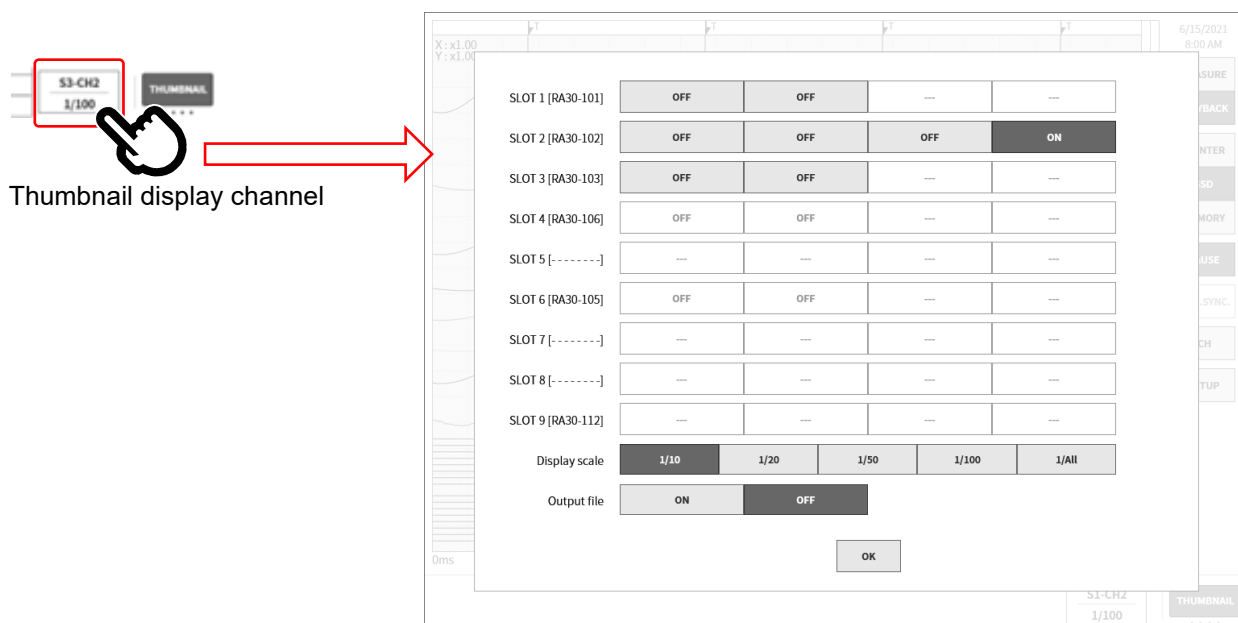 S3-CH2
1/100
THUMBNAIL
Thumbnail display channel
T T T T
X : x1.00
Y : x1.00
6/15/2021
8:00 AM
SLOT 1 [RA30-101] OFF OFF --- ---
SLOT 2 [RA30-102] OFF OFF OFF ON
SLOT 3 [RA30-103] OFF OFF --- ---
SLOT 4 [RA30-106] OFF OFF --- ---
SLOT 5 [--------] --- --- --- ---
SLOT 6 [RA30-105] OFF OFF --- ---
SLOT 7 [--------] --- --- --- ---
SLOT 8 [--------] --- --- --- ---
SLOT 9 [RA30-112] --- --- --- ---
Display scale 1/10 1/20 1/50 1/100 1/All
Output file ON OFF
OK
0ms
S1-CH2
1/100
THUMBNAIL